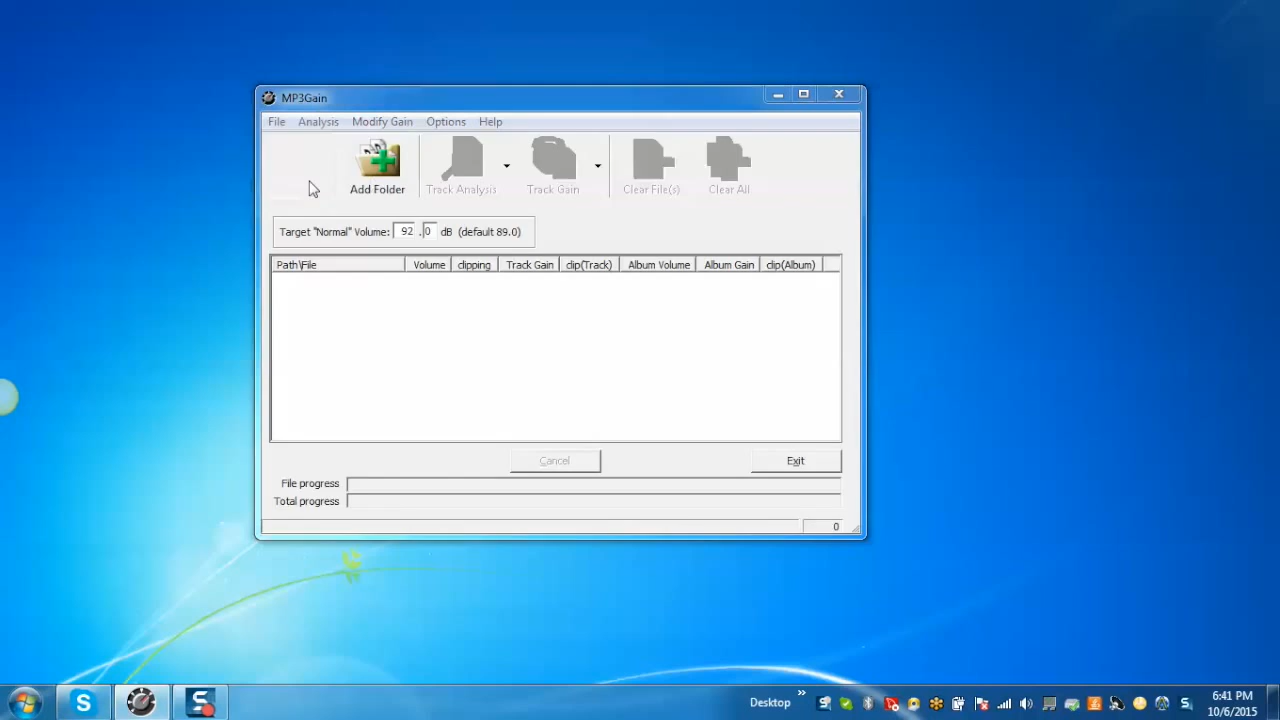 MP3Gain
File Analysis Modify Gain Options Help
Add Folder Track Analysis Track Gain Clear File(s) Clear All
Target "Normal" Volume: 92 .0 dB (default 89.0)
Path\File Volume clipping Track Gain clip(Track) Album Volume Album Gain clip(Album)
Cancel Exit
File progress
Total progress
0
Desktop »
6:41 PM
10/6/2015